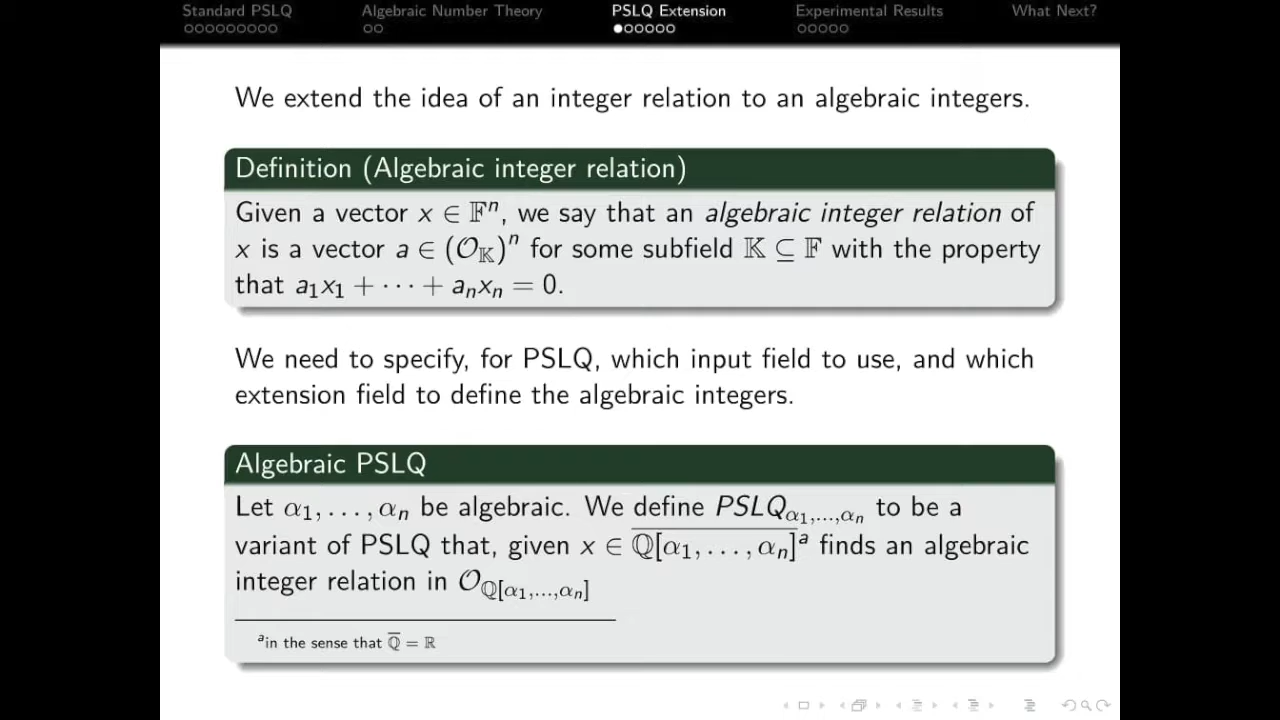 Standard PSLQ Algebraic Number Theory PSLQ Extension Experimental Results What Next?
We extend the idea of an integer relation to an algebraic integers.
Definition (Algebraic integer relation)
Given a vector x ∈ 𝔽ⁿ, we say that an algebraic integer relation of
x is a vector a ∈ (𝒪_𝕂)ⁿ for some subfield 𝕂 ⊆ 𝔽 with the property
that a₁x₁ + ⋯ + aₙxₙ = 0.
We need to specify, for PSLQ, which input field to use, and which
extension field to define the algebraic integers.
Algebraic PSLQ
Let α₁, …, αₙ be algebraic. We define PSLQ_{α₁,…,αₙ} to be a
variant of PSLQ that, given x ∈ \overline{ℚ[α₁, …, αₙ]}ᵃ finds an algebraic
integer relation in 𝒪_{ℚ[α₁,…,αₙ]}
ᵃin the sense that \overline{ℚ} = ℝ